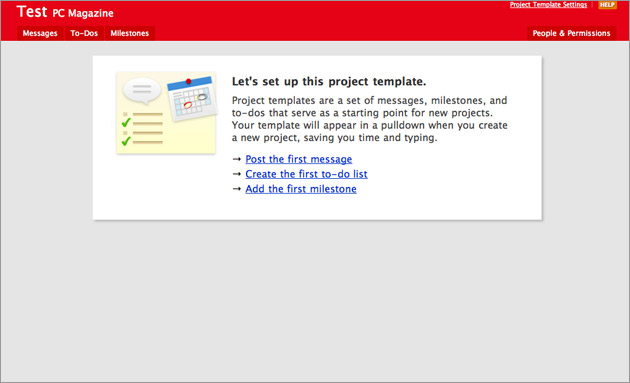 Test PC Magazine
Project Template Settings | HELP
Messages To-Dos Milestones
People & Permissions
Let's set up this project template.
Project templates are a set of messages, milestones, and
to-dos that serve as a starting point for new projects.
Your template will appear in a pulldown when you create
a new project, saving you time and typing.
→ Post the first message
→ Create the first to-do list
→ Add the first milestone